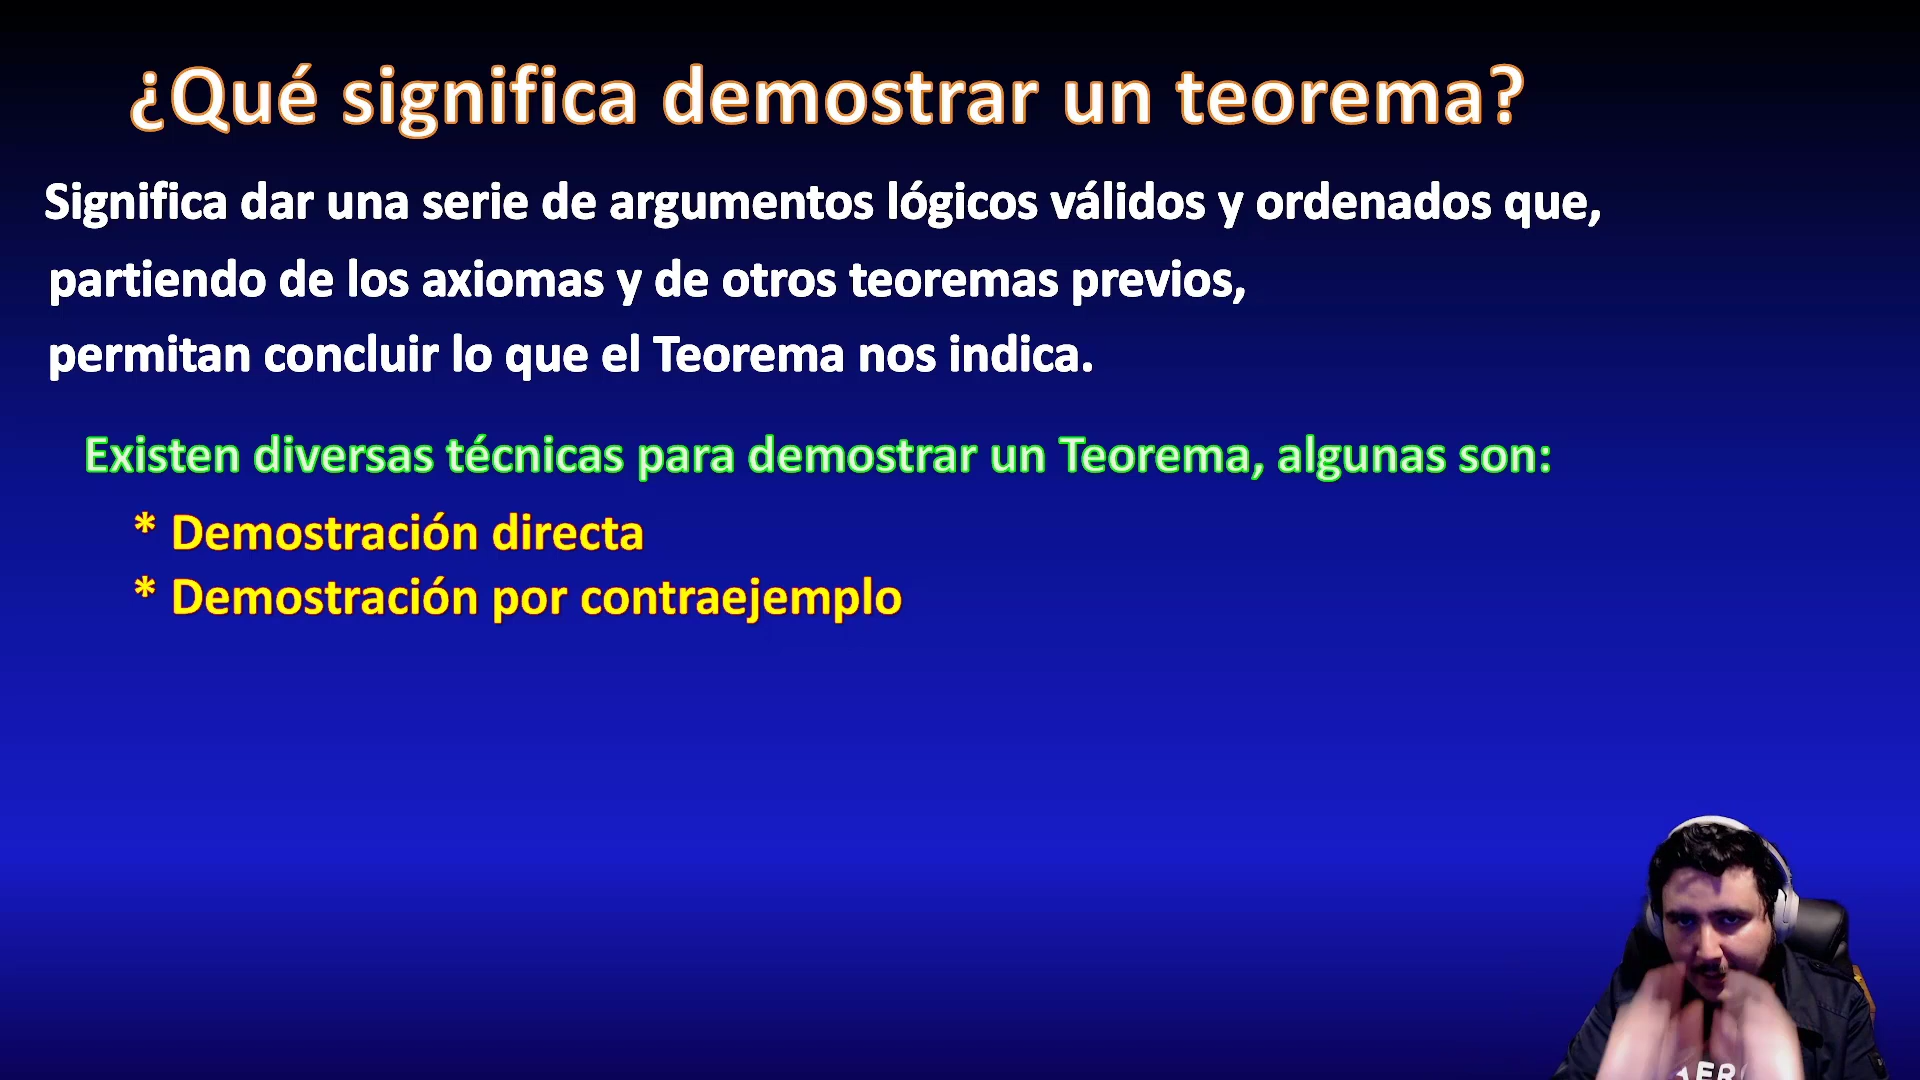 ¿Qué significa demostrar un teorema?
Significa dar una serie de argumentos lógicos válidos y ordenados que,
partiendo de los axiomas y de otros teoremas previos,
permitan concluir lo que el Teorema nos indica.
Existen diversas técnicas para demostrar un Teorema, algunas son:
* Demostración directa
* Demostración por contraejemplo